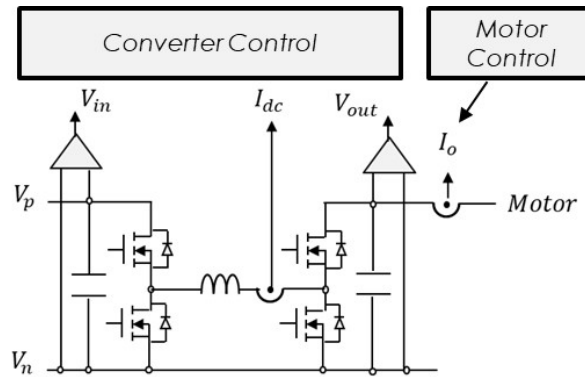 Converter Control
Motor
Control
V_in
I_dc
V_out
I_o
V_p
Motor
V_n